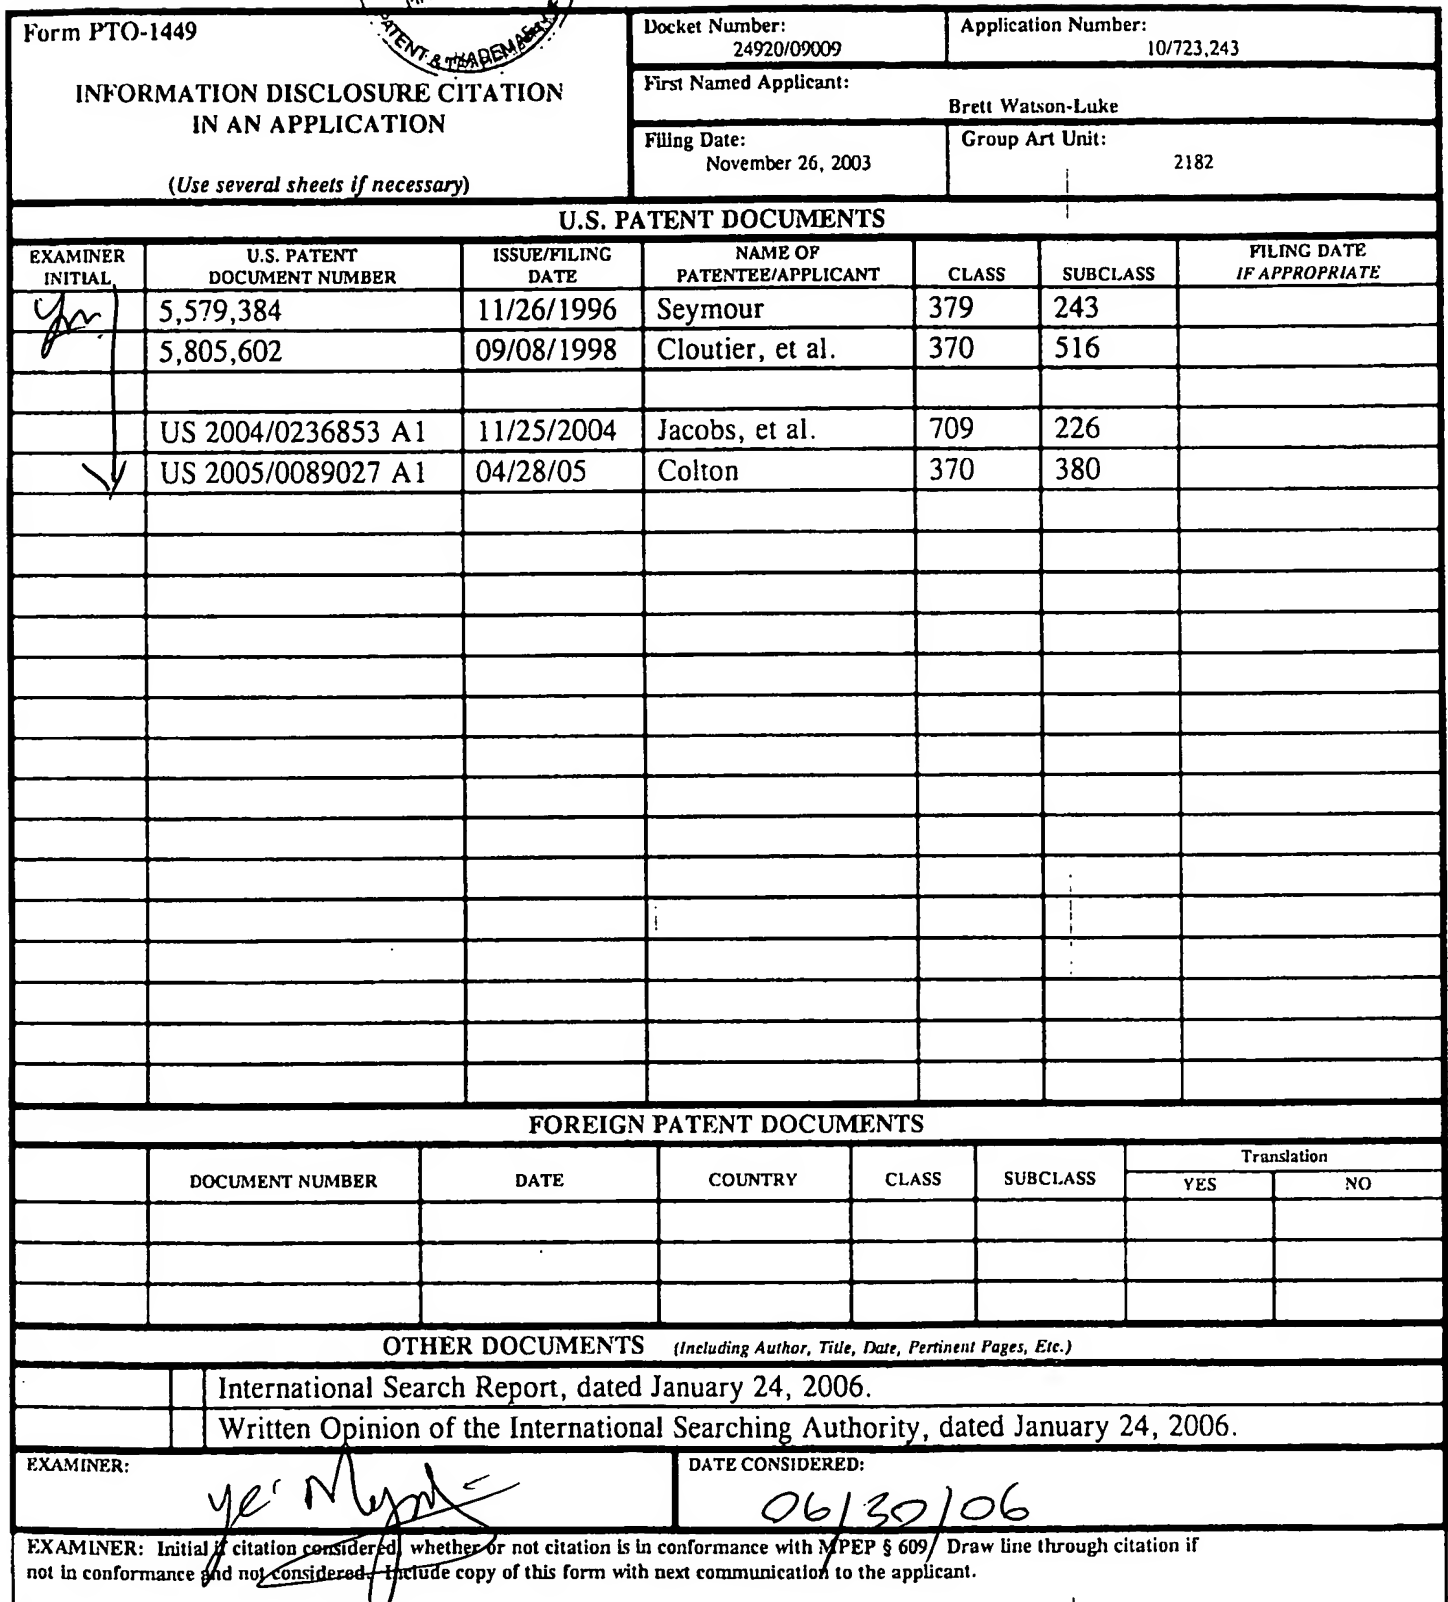 Form PTO-1449
PATENT & TRADEMARK
INFORMATION DISCLOSURE CITATION
IN AN APPLICATION
(Use several sheets if necessary)
Docket Number:
24920/09009
Application Number:
10/723,243
First Named Applicant:
Brett Watson-Luke
Filing Date:
November 26, 2003
Group Art Unit:
2182
U.S. PATENT DOCUMENTS
EXAMINER INITIAL U.S. PATENT DOCUMENT NUMBER ISSUE/FILING DATE NAME OF PATENTEE/APPLICANT CLASS SUBCLASS FILING DATE IF APPROPRIATE
5,579,384 11/26/1996 Seymour 379 243
5,805,602 09/08/1998 Cloutier, et al. 370 516
US 2004/0236853 A1 11/25/2004 Jacobs, et al. 709 226
US 2005/0089027 A1 04/28/05 Colton 370 380
FOREIGN PATENT DOCUMENTS
DOCUMENT NUMBER DATE COUNTRY CLASS SUBCLASS Translation YES NO
OTHER DOCUMENTS (Including Author, Title, Date, Pertinent Pages, Etc.)
International Search Report, dated January 24, 2006.
Written Opinion of the International Searching Authority, dated January 24, 2006.
EXAMINER:
DATE CONSIDERED:
06/30/06
EXAMINER: Initial if citation considered, whether or not citation is in conformance with MPEP § 609/ Draw line through citation if
not in conformance and not considered. Include copy of this form with next communication to the applicant.